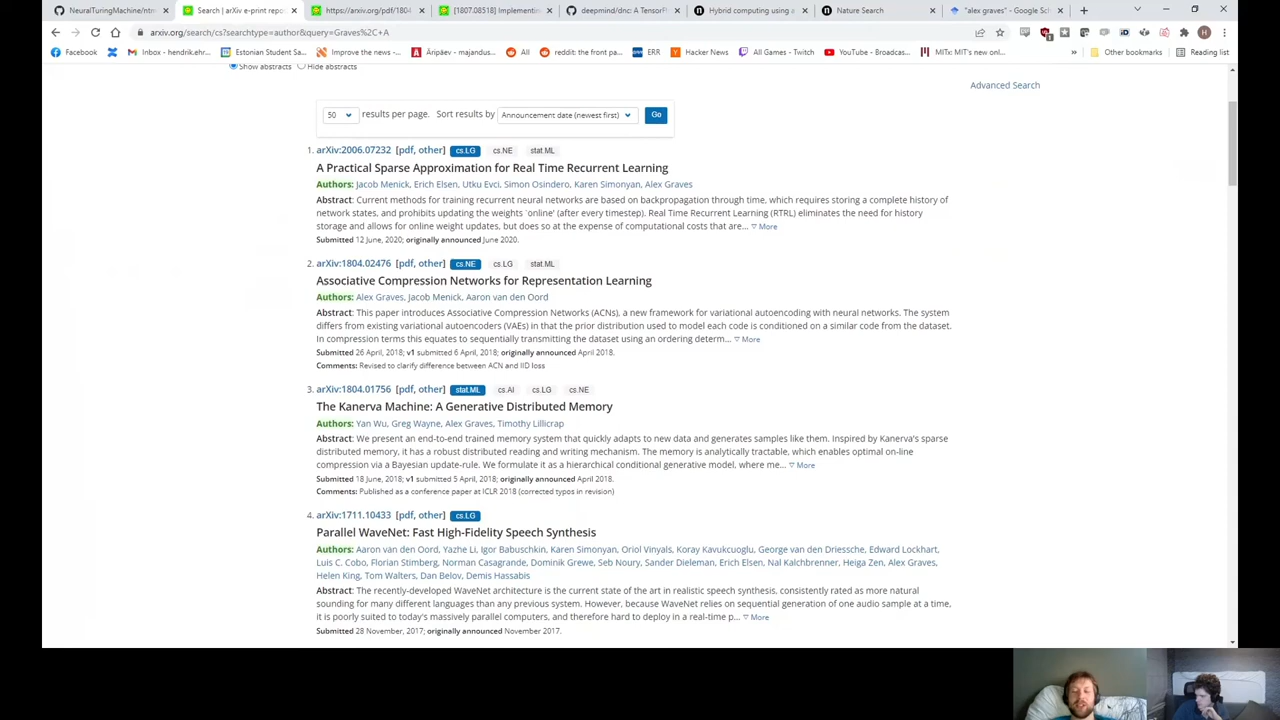 NeuralTuringMachine/ntm
Search | arXiv e-print repo
https://arxiv.org/pdf/1804
[1807.08518] Implementin
deepmind/dnc: A TensorF
Hybrid computing using a
Nature Search
"alex graves" - Google Sch
arxiv.org/search/cs?searchtype=author&query=Graves%2C+A
Facebook
Inbox - hendrik.ehr...
Estonian Student Sa...
Improve the news -...
Äripäev - majandus...
All
reddit: the front pa...
ERR
Hacker News
All Games - Twitch
YouTube - Broadcas...
MITx: MIT's new onl...
»
Other bookmarks
Reading list
Show abstracts
Hide abstracts
Advanced Search
50 results per page. Sort results by Announcement date (newest first) Go
1. arXiv:2006.07232 [pdf, other] cs.LG cs.NE stat.ML
A Practical Sparse Approximation for Real Time Recurrent Learning
Authors: Jacob Menick, Erich Elsen, Utku Evci, Simon Osindero, Karen Simonyan, Alex Graves
Abstract: Current methods for training recurrent neural networks are based on backpropagation through time, which requires storing a complete history of
network states, and prohibits updating the weights `online' (after every timestep). Real Time Recurrent Learning (RTRL) eliminates the need for history
storage and allows for online weight updates, but does so at the expense of computational costs that are... ▽ More
Submitted 12 June, 2020; originally announced June 2020.
2. arXiv:1804.02476 [pdf, other] cs.NE cs.LG stat.ML
Associative Compression Networks for Representation Learning
Authors: Alex Graves, Jacob Menick, Aaron van den Oord
Abstract: This paper introduces Associative Compression Networks (ACNs), a new framework for variational autoencoding with neural networks. The system
differs from existing variational autoencoders (VAEs) in that the prior distribution used to model each code is conditioned on a similar code from the dataset.
In compression terms this equates to sequentially transmitting the dataset using an ordering determ... ▽ More
Submitted 26 April, 2018; v1 submitted 6 April, 2018; originally announced April 2018.
Comments: Revised to clarify difference between ACN and IID loss
3. arXiv:1804.01756 [pdf, other] stat.ML cs.AI cs.LG cs.NE
The Kanerva Machine: A Generative Distributed Memory
Authors: Yan Wu, Greg Wayne, Alex Graves, Timothy Lillicrap
Abstract: We present an end-to-end trained memory system that quickly adapts to new data and generates samples like them. Inspired by Kanerva's sparse
distributed memory, it has a robust distributed reading and writing mechanism. The memory is analytically tractable, which enables optimal on-line
compression via a Bayesian update-rule. We formulate it as a hierarchical conditional generative model, where me... ▽ More
Submitted 18 June, 2018; v1 submitted 5 April, 2018; originally announced April 2018.
Comments: Published as a conference paper at ICLR 2018 (corrected typos in revision)
4. arXiv:1711.10433 [pdf, other] cs.LG
Parallel WaveNet: Fast High-Fidelity Speech Synthesis
Authors: Aaron van den Oord, Yazhe Li, Igor Babuschkin, Karen Simonyan, Oriol Vinyals, Koray Kavukcuoglu, George van den Driessche, Edward Lockhart,
Luis C. Cobo, Florian Stimberg, Norman Casagrande, Dominik Grewe, Seb Noury, Sander Dieleman, Erich Elsen, Nal Kalchbrenner, Heiga Zen, Alex Graves,
Helen King, Tom Walters, Dan Belov, Demis Hassabis
Abstract: The recently-developed WaveNet architecture is the current state of the art in realistic speech synthesis, consistently rated as more natural
sounding for many different languages than any previous system. However, because WaveNet relies on sequential generation of one audio sample at a time,
it is poorly suited to today's massively parallel computers, and therefore hard to deploy in a real-time p... ▽ More
Submitted 28 November, 2017; originally announced November 2017.